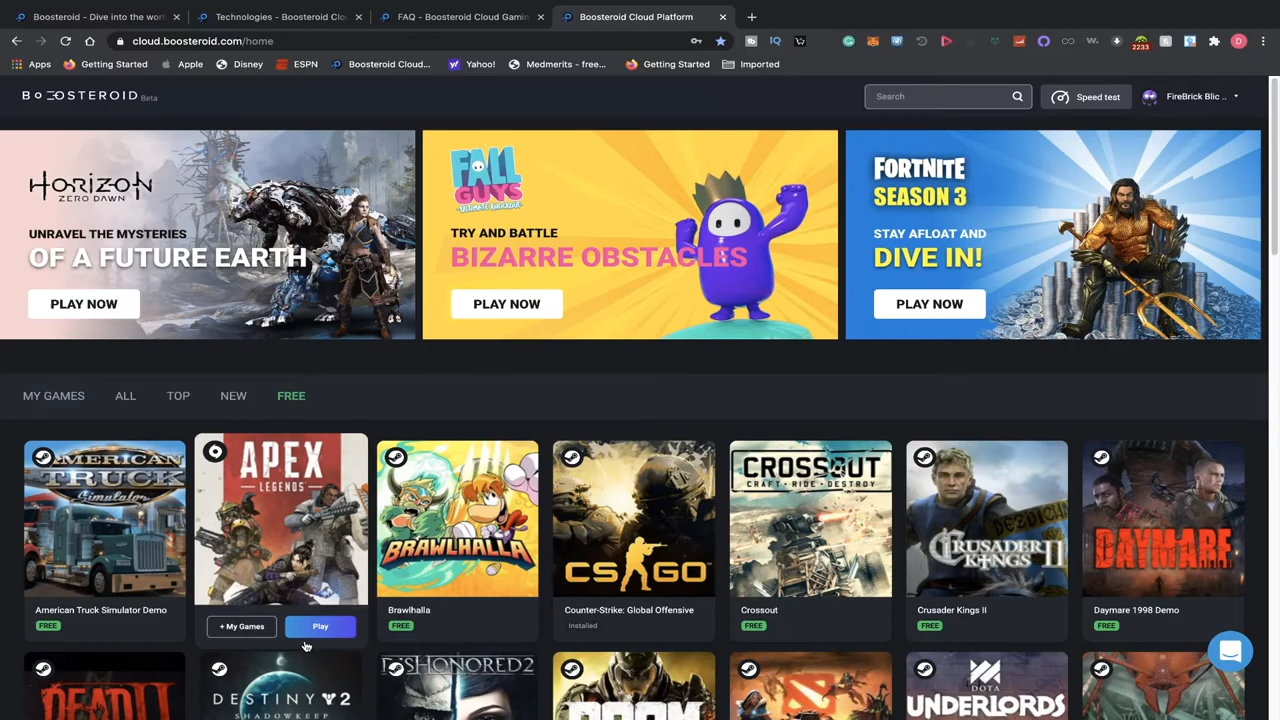 Boosteroid - Dive into the worl
Technologies - Boosteroid Clo
FAQ - Boosteroid Cloud Gamin
Boosteroid Cloud Platform
cloud.boosteroid.com/home
2233
D
Apps
Getting Started
Apple
Disney
ESPN
Boosteroid Cloud...
Yahoo!
Medmerits - free...
Getting Started
Imported
BOOSTEROID Beta
Search
Speed test
FireBrick Blic ..
HORIZON
ZERO DAWN
UNRAVEL THE MYSTERIES
OF A FUTURE EARTH
PLAY NOW
FALL
GUYS
ULTIMATE KNOCKOUT
TRY AND BATTLE
BIZARRE OBSTACLES
PLAY NOW
FORTNITE
SEASON 3
STAY AFLOAT AND
DIVE IN!
PLAY NOW
MY GAMES
ALL
TOP
NEW
FREE
AMERICAN
TRUCK
Simulator
American Truck Simulator Demo
FREE
APEX
LEGENDS
+ My Games
Play
BRAWLHALLA
Brawlhalla
FREE
CS GO
Counter-Strike: Global Offensive
Installed
CROSSOUT
CRAFT · RIDE · DESTROY
Crossout
FREE
CRUSADER
KINGS II
Crusader Kings II
FREE
DAYMARE
Daymare 1998 Demo
FREE
DESTINY 2
SHADOWKEEP
DISHONORED 2
DOOM
DOTA
UNDERLORDS